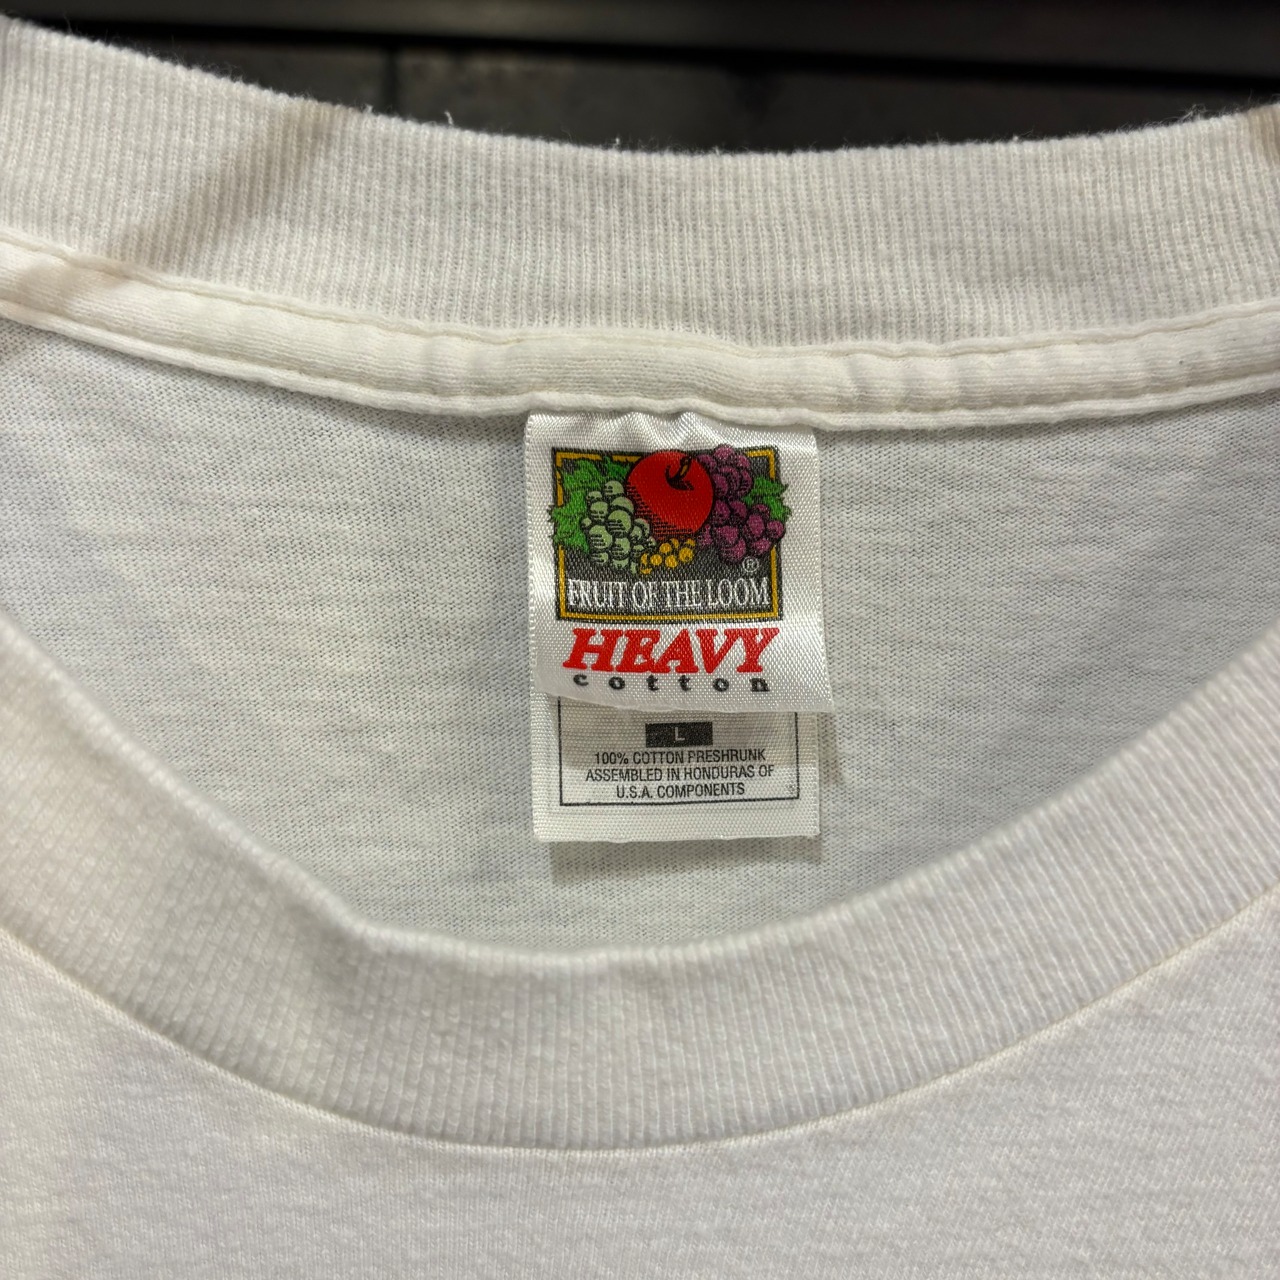 ®
FRUIT OF THE LOOM
HEAVY
cotton
L
100% COTTON PRESHRUNK
ASSEMBLED IN HONDURAS OF
U.S.A. COMPONENTS